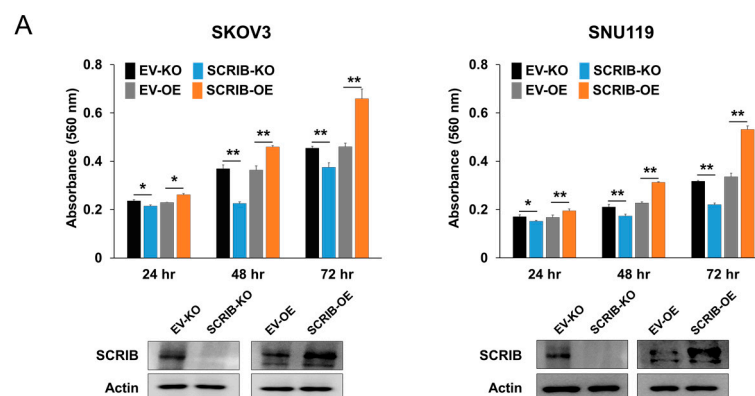 A
SKOV3
SNU119
EV-KO SCRIB-KO
EV-OE SCRIB-OE
Absorbance (560 nm)
0.8
0.6
0.4
0.2
0
* * ** ** ** **
24 hr 48 hr 72 hr
EV-KO SCRIB-KO EV-OE SCRIB-OE
SCRIB
Actin
EV-KO SCRIB-KO
EV-OE SCRIB-OE
Absorbance (560 nm)
0.8
0.6
0.4
0.2
0
* ** ** ** ** **
24 hr 48 hr 72 hr
EV-KO SCRIB-KO EV-OE SCRIB-OE
SCRIB
Actin